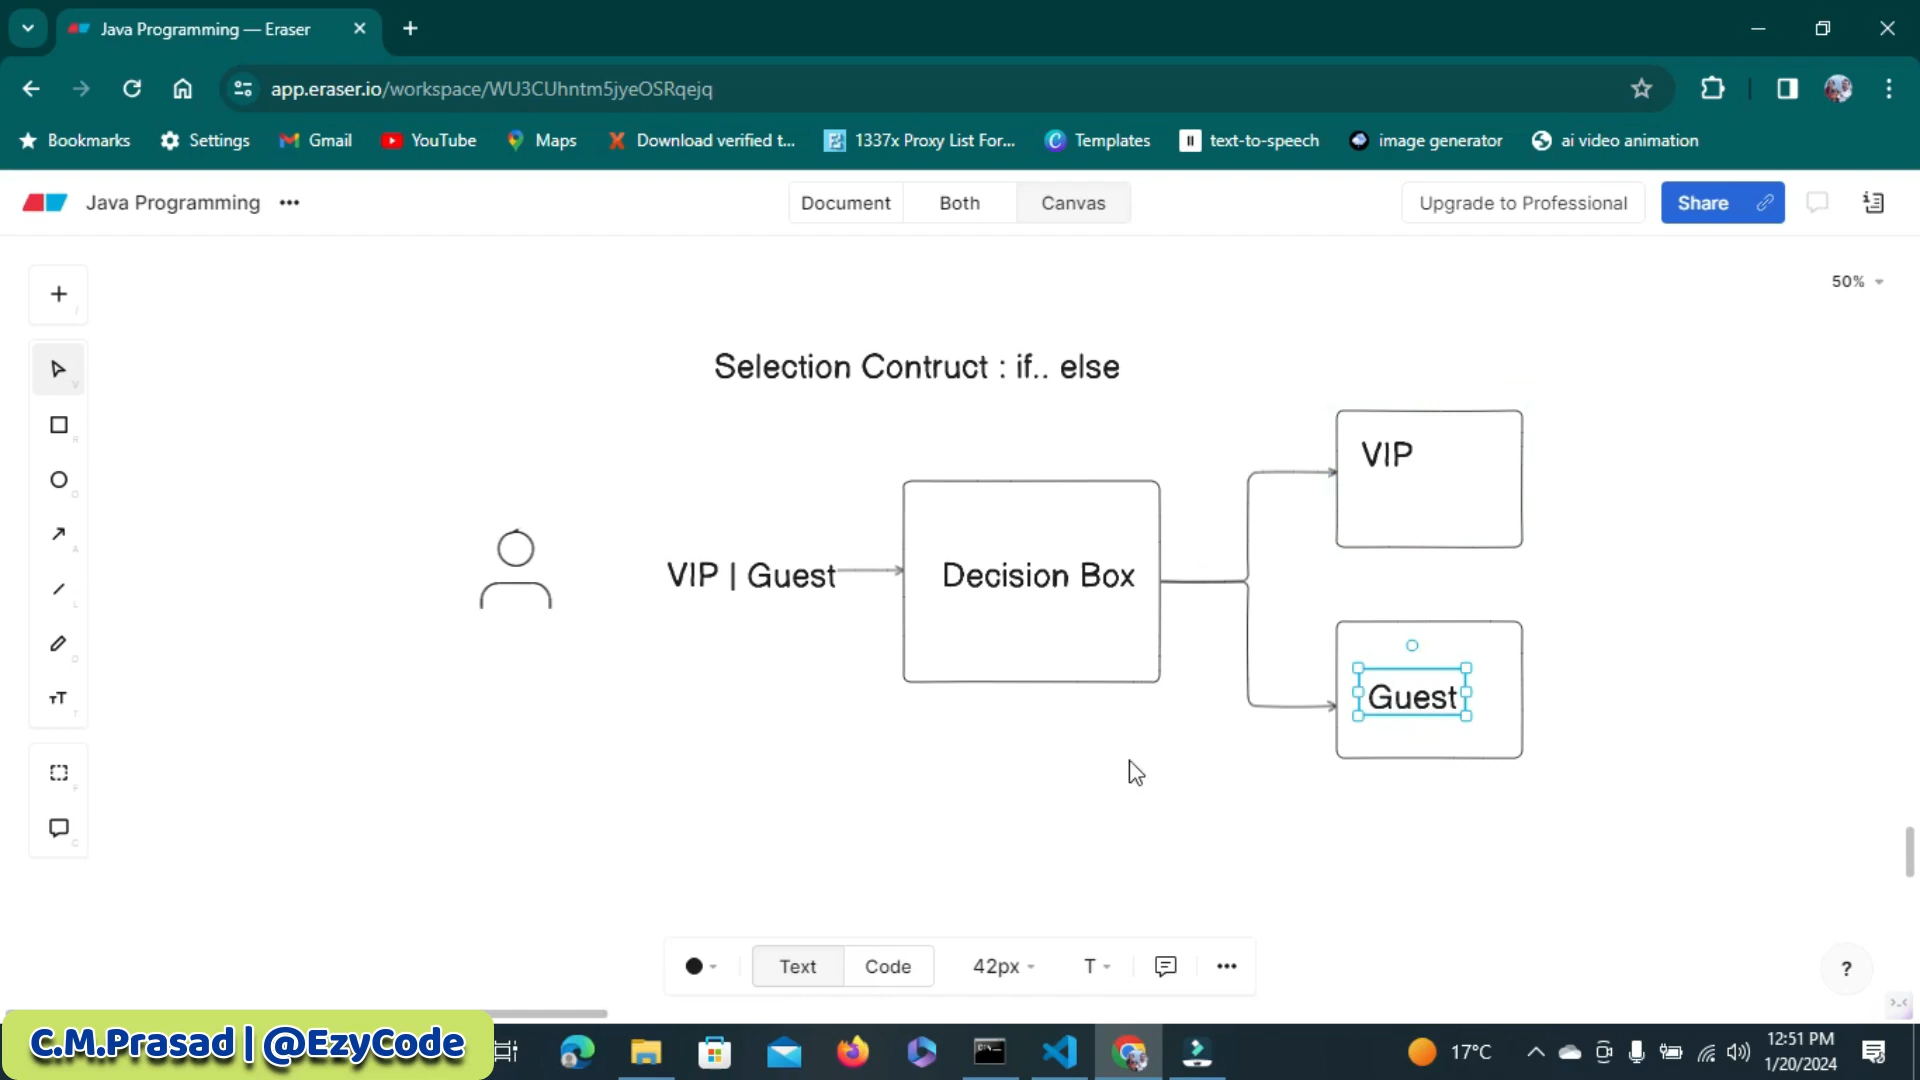 Java Programming — Eraser
app.eraser.io/workspace/WU3CUhntm5jyeOSRqejq
Bookmarks
Settings
Gmail
YouTube
Maps
Download verified t...
1337x Proxy List For...
Templates
text-to-speech
image generator
ai video animation
Java Programming
Document
Both
Canvas
Upgrade to Professional
Share
50%
Selection Contruct : if.. else
VIP
VIP | Guest
Decision Box
Guest
Text
Code
42px
T
?
C.M.Prasad | @EzyCode
17°C
12:51 PM
1/20/2024